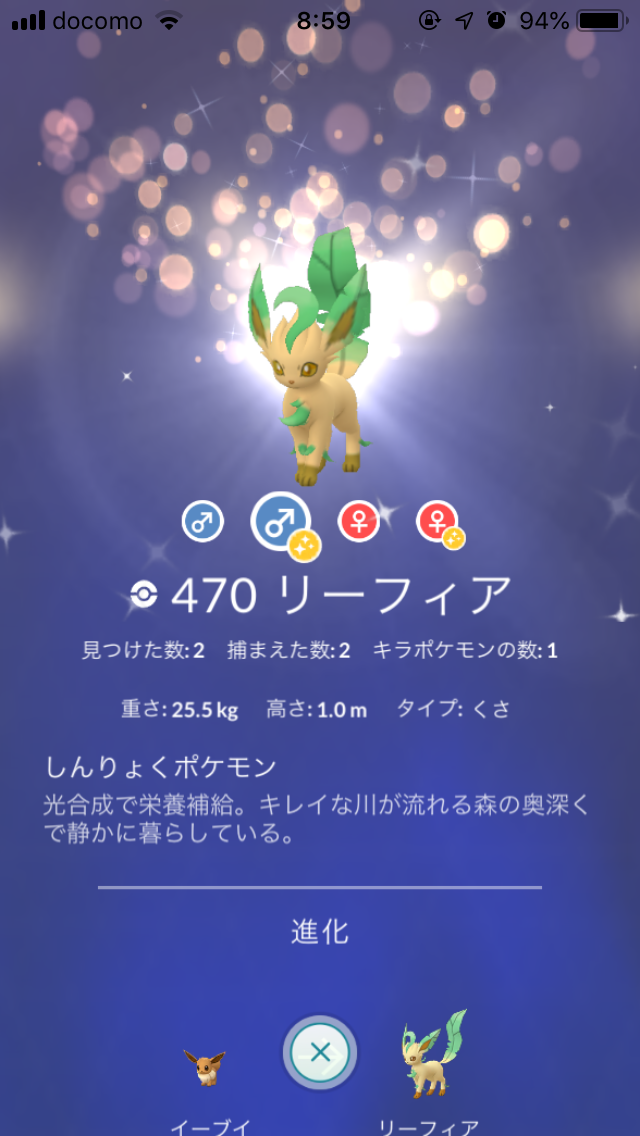 docomo 8:59 94%
470 リーフィア
見つけた数: 2 捕まえた数: 2 キラポケモンの数: 1
重さ: 25.5 kg 高さ: 1.0 m タイプ: くさ
しんりょくポケモン
光合成で栄養補給。キレイな川が流れる森の奥深く
で静かに暮らしている。
進化
イーブイ リーフィア